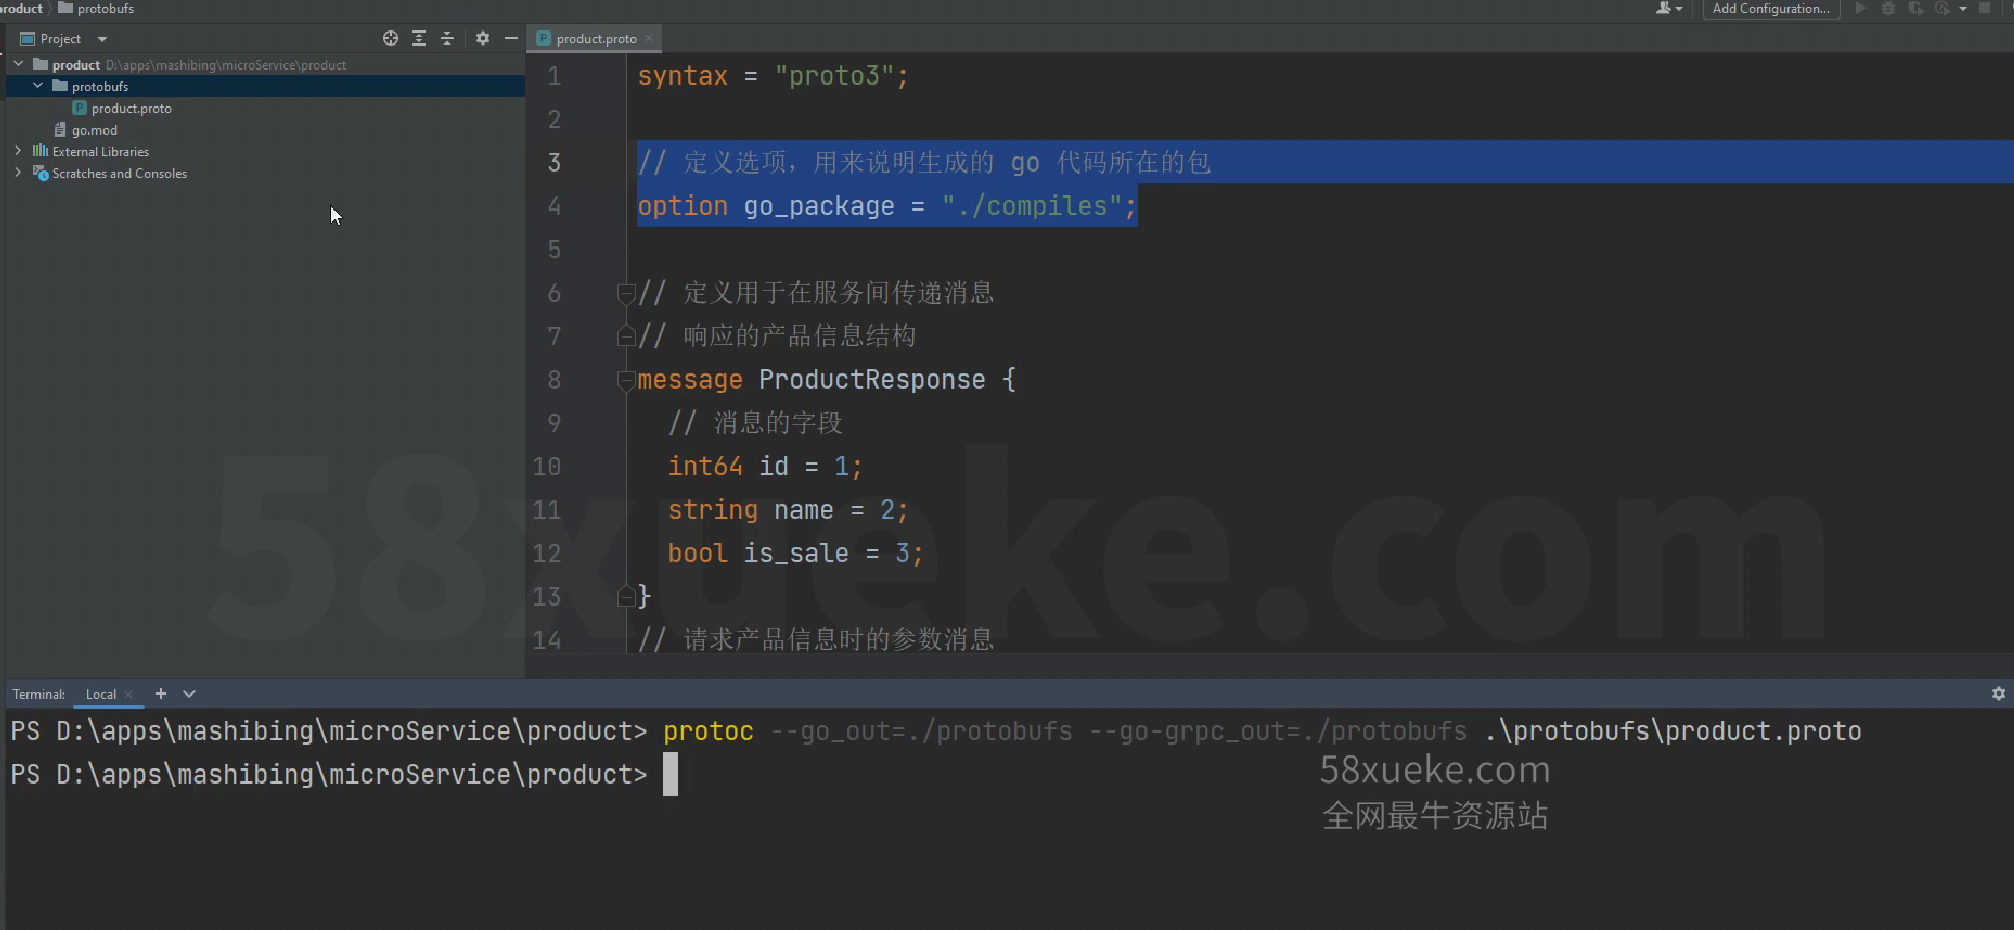 product protobufs
Add Configuration...
Project
product.proto
product D:\apps\mashibing\microService\product
protobufs
product.proto
go.mod
External Libraries
Scratches and Consoles
1 syntax = "proto3";
2
3 // 定义选项，用来说明生成的 go 代码所在的包
4 option go_package = "./compiles";
5
6 // 定义用于在服务间传递消息
7 // 响应的产品信息结构
8 message ProductResponse {
9 // 消息的字段
10 int64 id = 1;
11 string name = 2;
12 bool is_sale = 3;
13 }
14 // 请求产品信息时的参数消息
58xueke.com
Terminal: Local
PS D:\apps\mashibing\microService\product> protoc --go_out=./protobufs --go-grpc_out=./protobufs .\protobufs\product.proto
PS D:\apps\mashibing\microService\product>
58xueke.com
全网最牛资源站